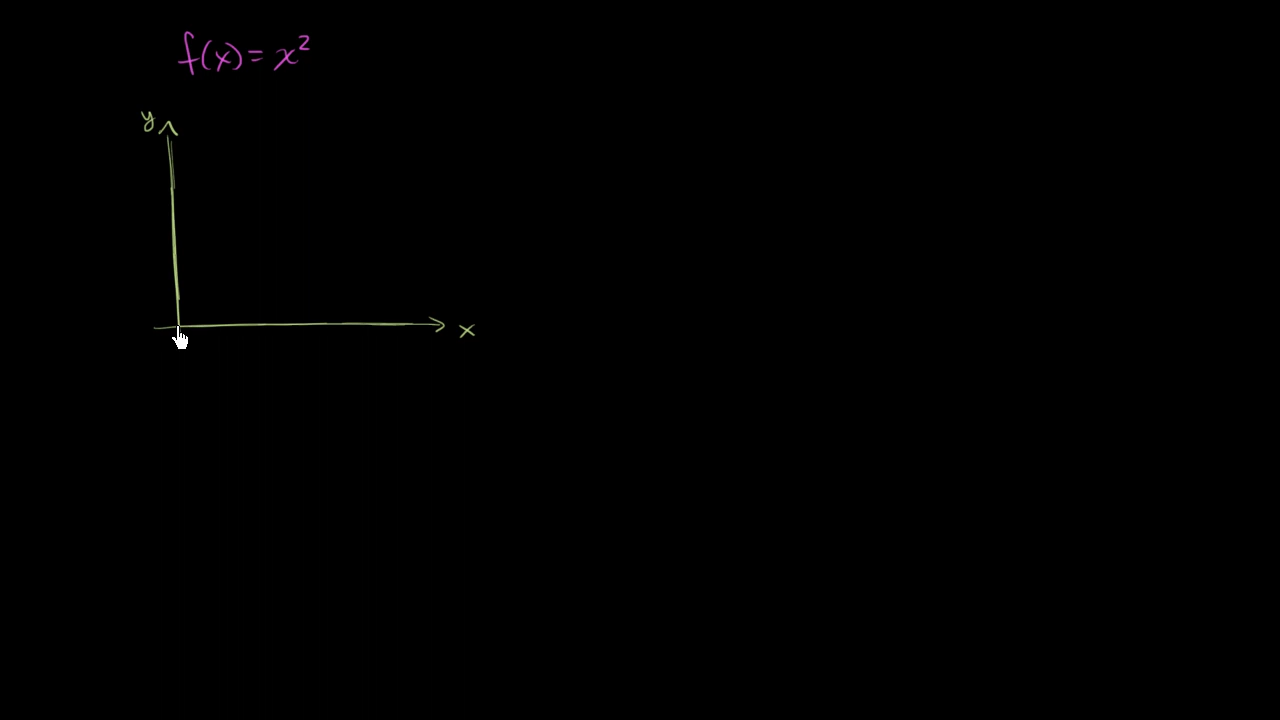 f(x) = x²
y
x